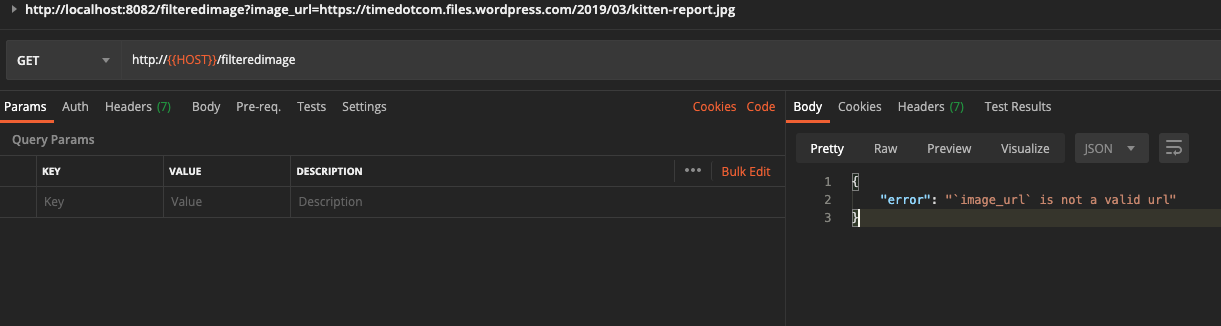 http://localhost:8082/filteredimage?image_url=https://timedotcom.files.wordpress.com/2019/03/kitten-report.jpg
GET http://{{HOST}}/filteredimage
Params Auth Headers (7) Body Pre-req. Tests Settings Cookies Code
Query Params
KEY VALUE DESCRIPTION ••• Bulk Edit
Key Value Description
Body Cookies Headers (7) Test Results
Pretty Raw Preview Visualize JSON
1 {
2 "error": "`image_url` is not a valid url"
3 }